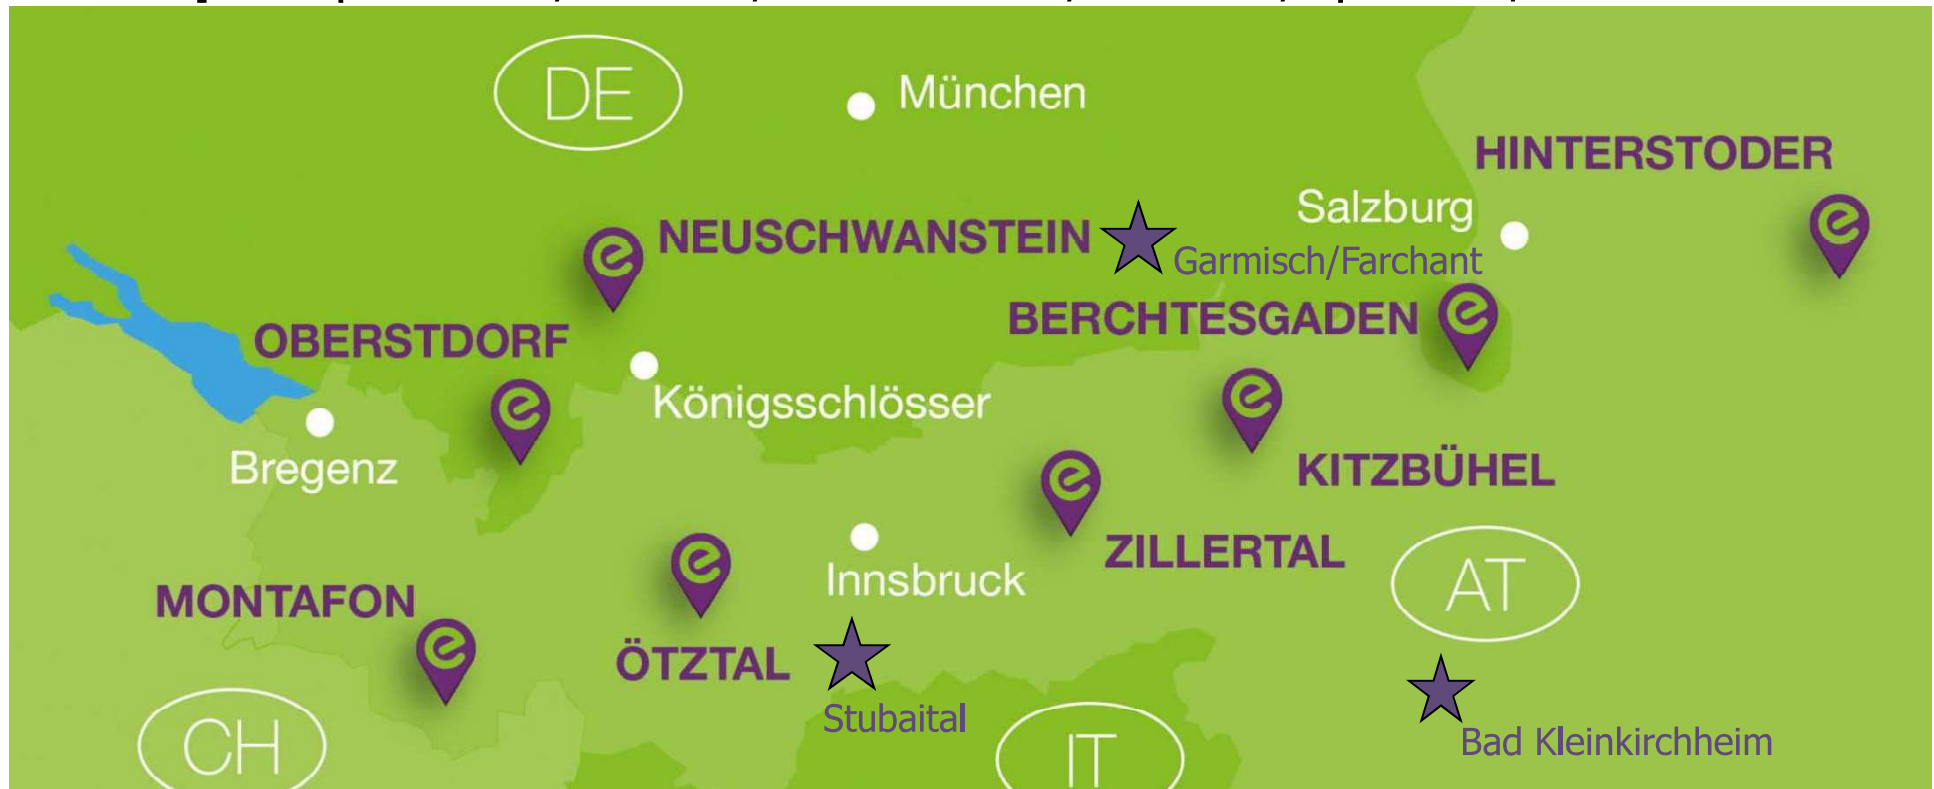 DE
München
HINTERSTODER
Salzburg
NEUSCHWANSTEIN
Garmisch/Farchant
BERCHTESGADEN
OBERSTDORF
Königsschlösser
Bregenz
KITZBÜHEL
ZILLERTAL
Innsbruck
AT
MONTAFON
ÖTZTAL
Stubaital
CH
IT
Bad Kleinkirchheim